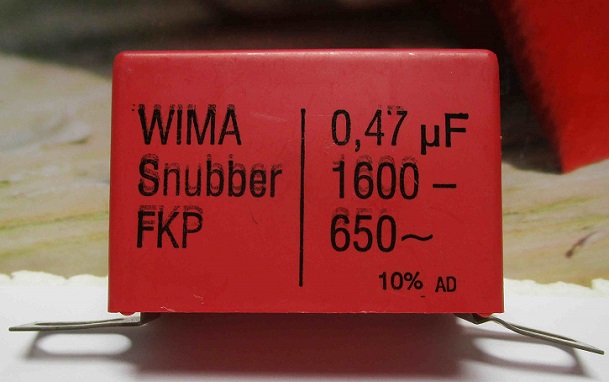 WIMA
Snubber
FKP
0,47 µF
1600 –
650~
10% AD